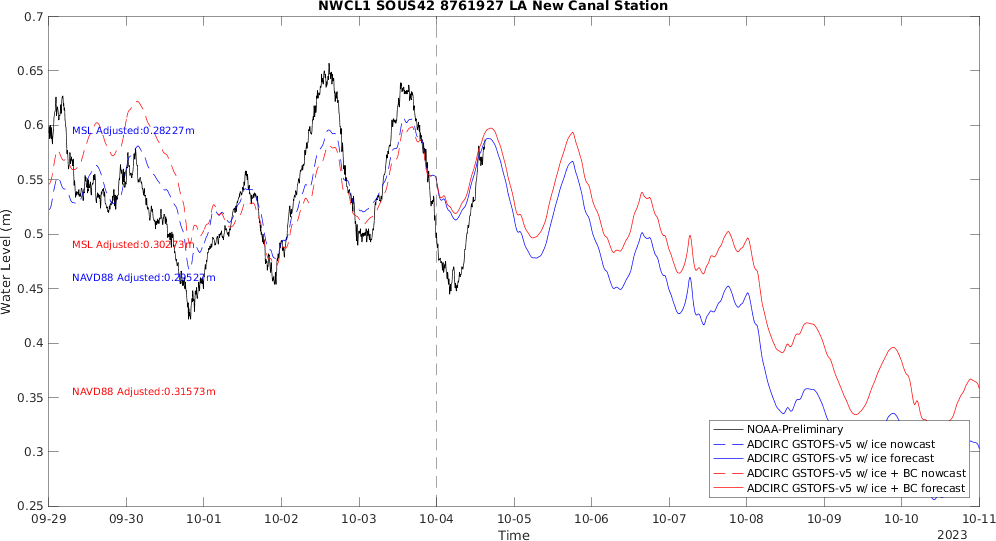 NWCL1 SOUS42 8761927 LA New Canal Station
0.7
0.65
0.6
0.55
0.5
0.45
0.4
0.35
0.3
0.25
Water Level (m)
MSL Adjusted:0.28227m
MSL Adjusted:0.30273m
NAVD88 Adjusted:0.29527m
NAVD88 Adjusted:0.31573m
NOAA-Preliminary
ADCIRC GSTOFS-v5 w/ ice nowcast
ADCIRC GSTOFS-v5 w/ ice forecast
ADCIRC GSTOFS-v5 w/ ice + BC nowcast
ADCIRC GSTOFS-v5 w/ ice + BC forecast
09-29 09-30 10-01 10-02 10-03 10-04 10-05 10-06 10-07 10-08 10-09 10-10 10-11
Time
2023